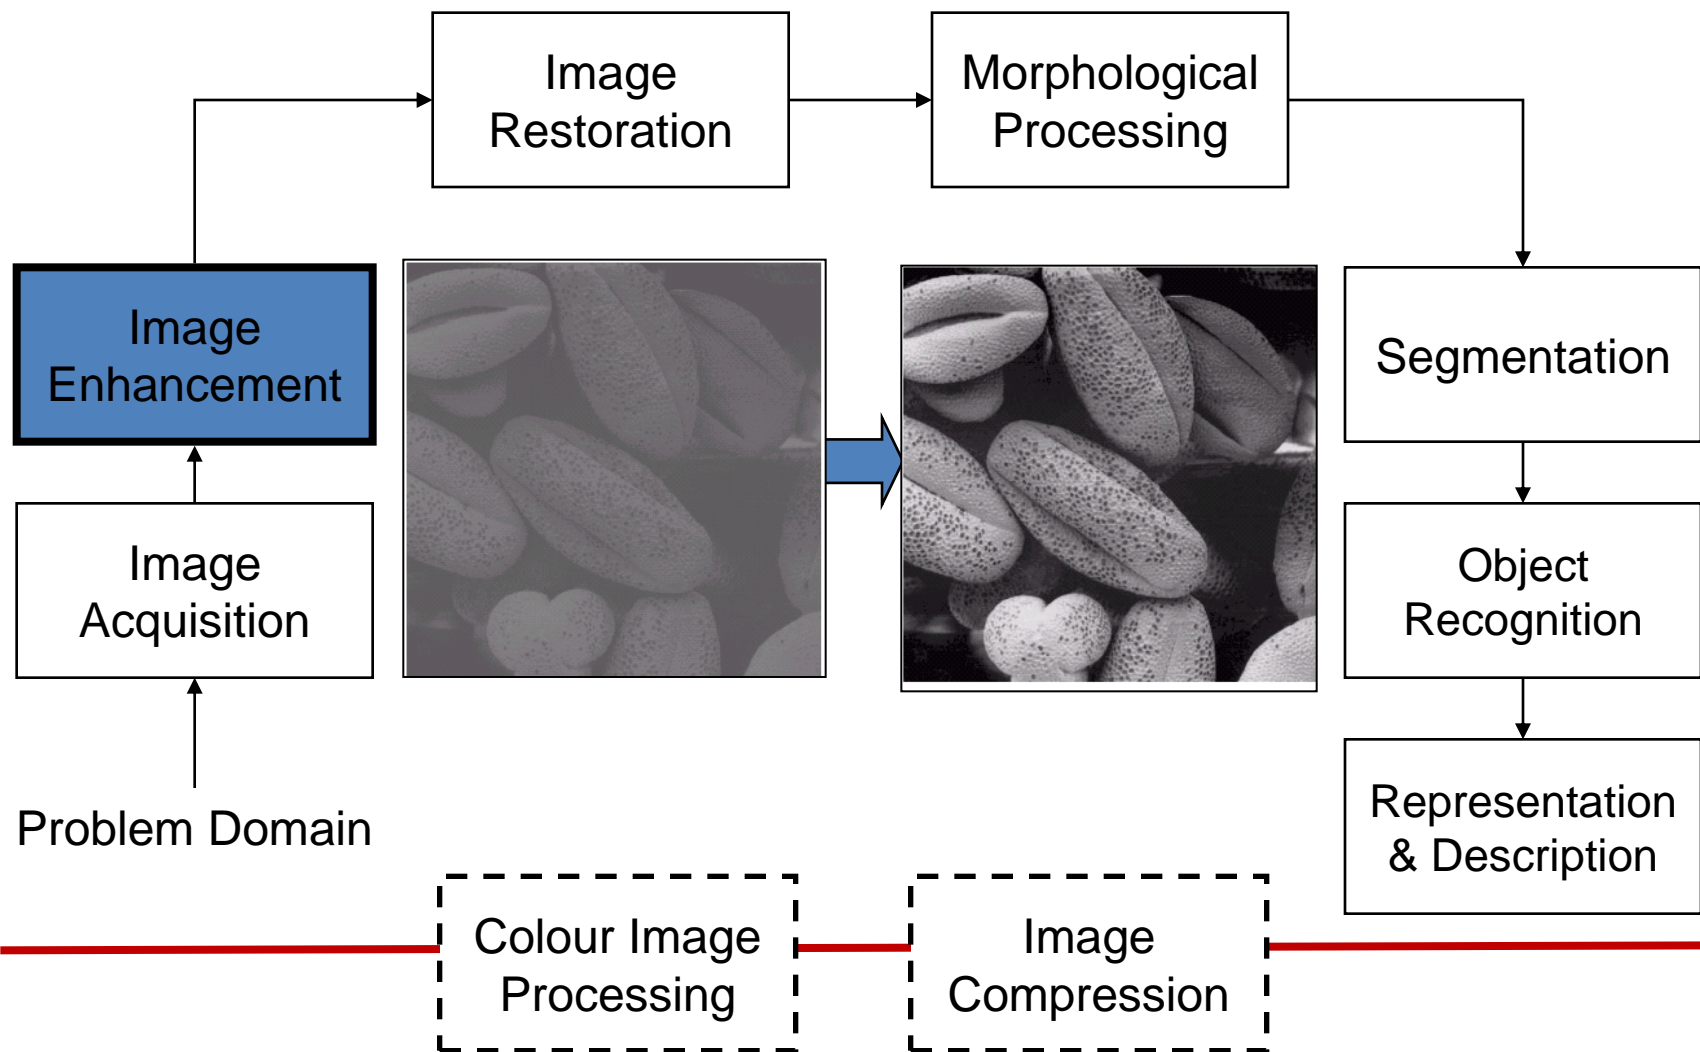 Image
Restoration
Morphological
Processing
Image
Enhancement
Segmentation
Image
Acquisition
Object
Recognition
Problem Domain
Representation
& Description
Colour Image
Processing
Image
Compression